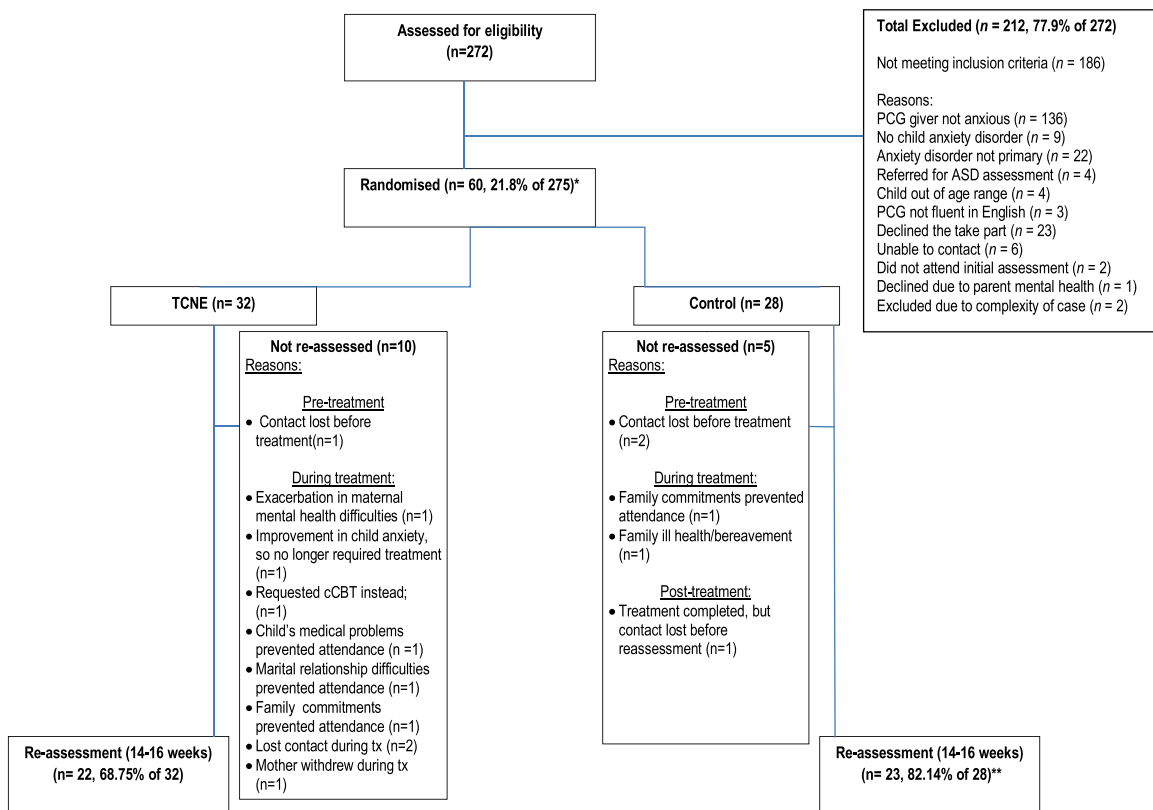 Assessed for eligibility
(n=272)
Total Excluded (n = 212, 77.9% of 272)
Not meeting inclusion criteria (n = 186)
Reasons:
PCG giver not anxious (n = 136)
No child anxiety disorder (n = 9)
Anxiety disorder not primary (n = 22)
Referred for ASD assessment (n = 4)
Child out of age range (n = 4)
PCG not fluent in English (n = 3)
Declined the take part (n = 23)
Unable to contact (n = 6)
Did not attend initial assessment (n = 2)
Declined due to parent mental health (n = 1)
Excluded due to complexity of case (n = 2)
Randomised (n= 60, 21.8% of 275)*
TCNE (n= 32)
Control (n= 28)
Not re-assessed (n=10)
Reasons:
Pre-treatment
• Contact lost before
treatment(n=1)
During treatment:
• Exacerbation in maternal
mental health difficulties (n=1)
• Improvement in child anxiety,
so no longer required treatment
(n=1)
• Requested cCBT instead;
(n=1)
• Child's medical problems
prevented attendance (n =1)
• Marital relationship difficulties
prevented attendance (n=1)
• Family commitments
prevented attendance (n=1)
• Lost contact during tx (n=2)
• Mother withdrew during tx
(n=1)
Not re-assessed (n=5)
Reasons:
Pre-treatment
• Contact lost before treatment
(n=2)
During treatment:
• Family commitments prevented
attendance (n=1)
• Family ill health/bereavement
(n=1)
Post-treatment:
• Treatment completed, but
contact lost before
reassessment (n=1)
Re-assessment (14-16 weeks)
(n= 22, 68.75% of 32)
Re-assessment (14-16 weeks)
(n= 23, 82.14% of 28)**